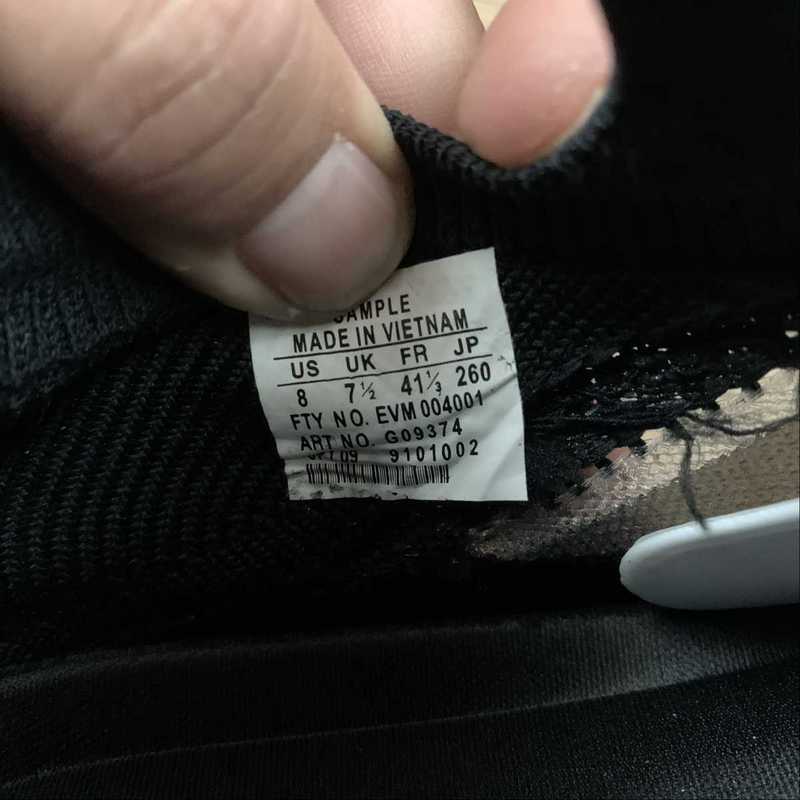 SAMPLE
MADE IN VIETNAM
US UK FR JP
8 7½ 41⅓ 260
FTY NO. EVM 004001
ART NO. G09374
09 9101002